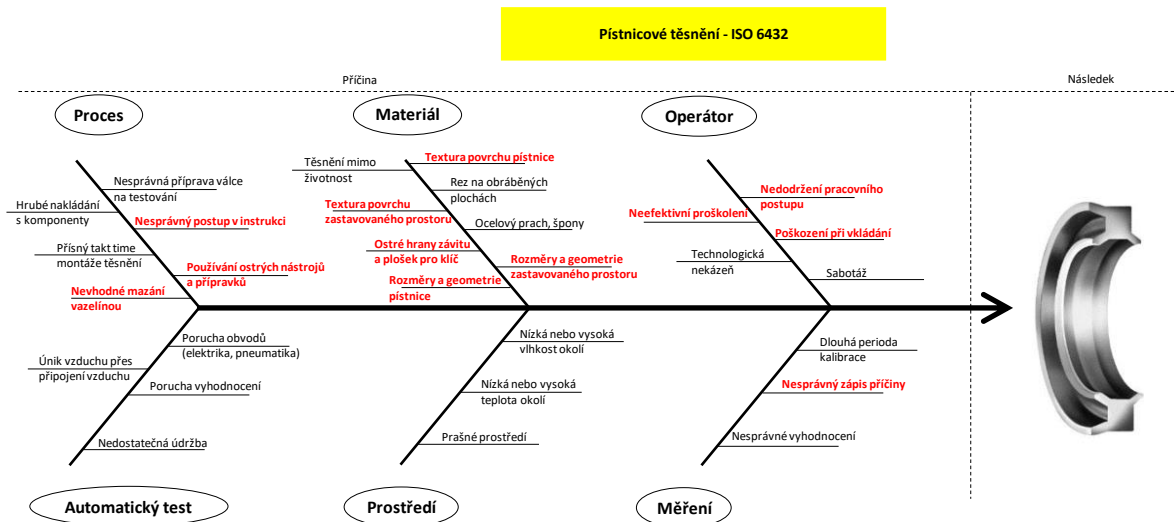 Pístnicové těsnění - ISO 6432
Příčina
Následek
Proces
Materiál
Operátor
Nesprávná příprava válce
na testování
Hrubé nakládání
s komponenty
Nesprávný postup v instrukci
Přísný takt time
montáže těsnění
Používání ostrých nástrojů
a přípravků
Nevhodné mazání
vazelínou
Těsnění mimo
životnost
Textura povrchu pístnice
Rez na obráběných
plochách
Textura povrchu
zastavovaného prostoru
Ocelový prach, špony
Ostré hrany závitu
a plošek pro klíč
Rozměry a geometrie
zastavovaného prostoru
Rozměry a geometrie
pístnice
Nedodržení pracovního
postupu
Neefektivní proškolení
Poškození při vkládání
Technologická
nekázeň
Sabotáž
Porucha obvodů
(elektrika, pneumatika)
Únik vzduchu přes
připojení vzduchu
Porucha vyhodnocení
Nedostatečná údržba
Nízká nebo vysoká
vlhkost okolí
Nízká nebo vysoká
teplota okolí
Prašné prostředí
Dlouhá perioda
kalibrace
Nesprávný zápis příčiny
Nesprávné vyhodnocení
Automatický test
Prostředí
Měření